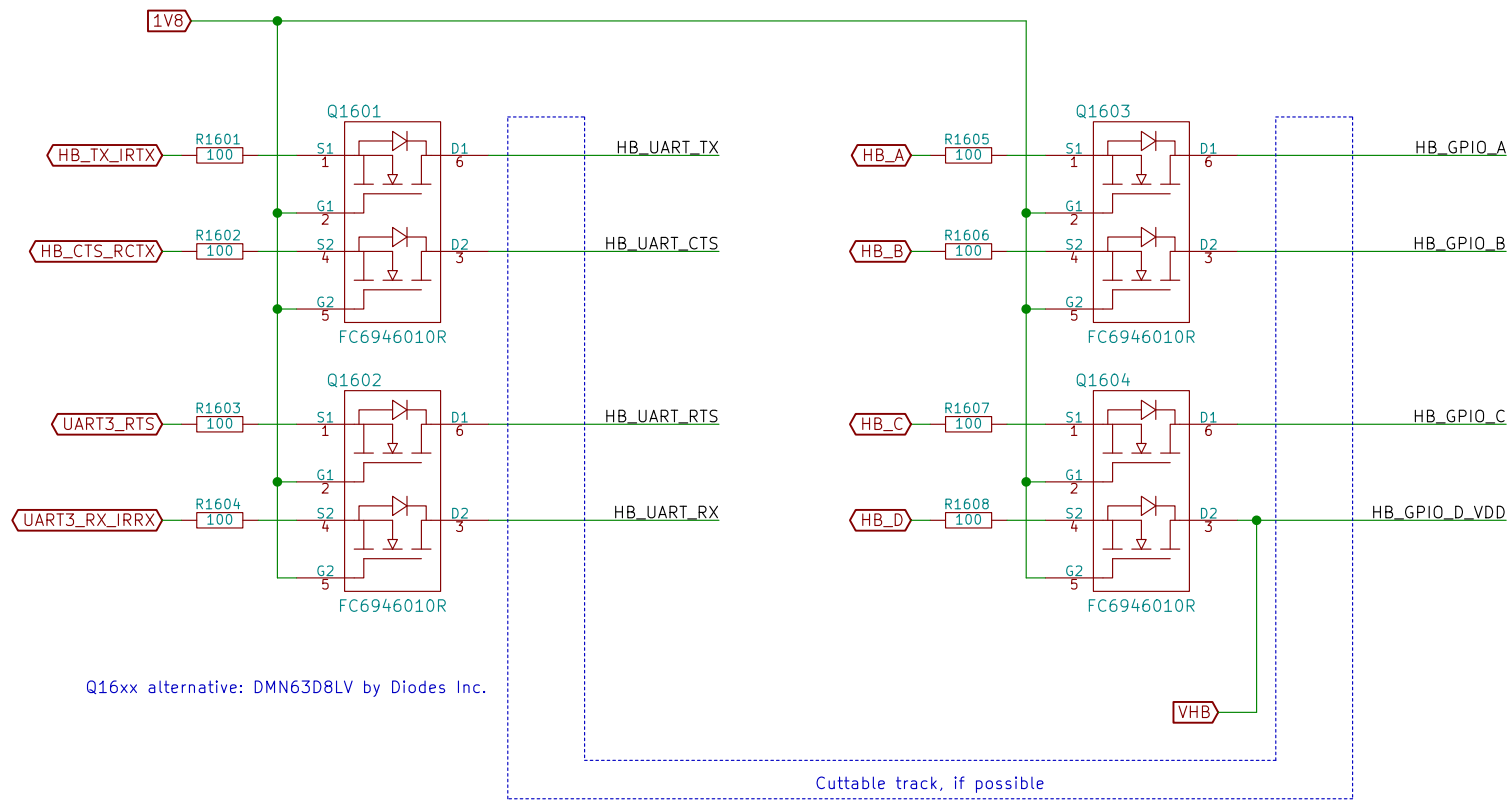 1V8
Q1601
HB_TX_IRTX
R1601
100
S1
1
D1
6
HB_UART_TX
G1
2
HB_CTS_RCTX
R1602
100
S2
4
D2
3
HB_UART_CTS
G2
5
FC6946010R
Q1602
UART3_RTS
R1603
100
S1
1
D1
6
HB_UART_RTS
G1
2
UART3_RX_IRRX
R1604
100
S2
4
D2
3
HB_UART_RX
G2
5
FC6946010R
Q1603
HB_A
R1605
100
S1
1
D1
6
HB_GPIO_A
G1
2
HB_B
R1606
100
S2
4
D2
3
HB_GPIO_B
G2
5
FC6946010R
Q1604
HB_C
R1607
100
S1
1
D1
6
HB_GPIO_C
G1
2
HB_D
R1608
100
S2
4
D2
3
HB_GPIO_D_VDD
G2
5
FC6946010R
Q16xx alternative: DMN63D8LV by Diodes Inc.
VHB
Cuttable track, if possible